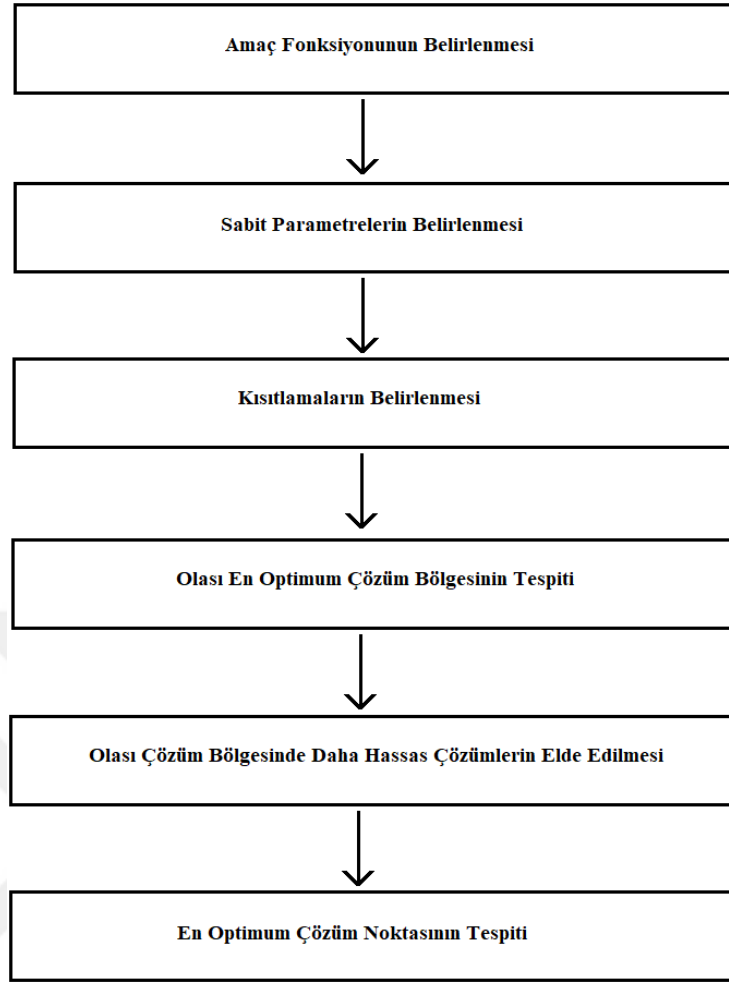 Amaç Fonksiyonunun Belirlenmesi
Sabit Parametrelerin Belirlenmesi
Kısıtlamaların Belirlenmesi
Olası En Optimum Çözüm Bölgesinin Tespiti
Olası Çözüm Bölgesinde Daha Hassas Çözümlerin Elde Edilmesi
En Optimum Çözüm Noktasının Tespiti